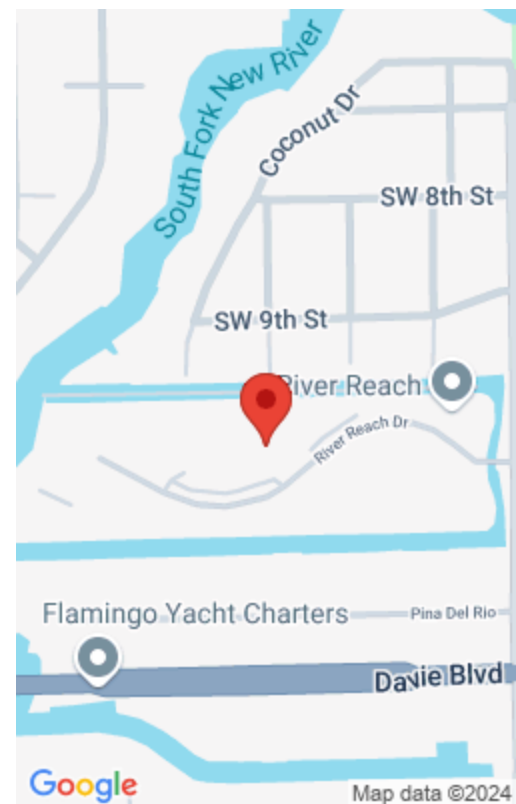 South Fork New River
Coconut Dr
SW 8th St
SW 9th St
River Reach
River Reach Dr
Flamingo Yacht Charters
Pina Del Rio
Davie Blvd
Google
Map data ©2024